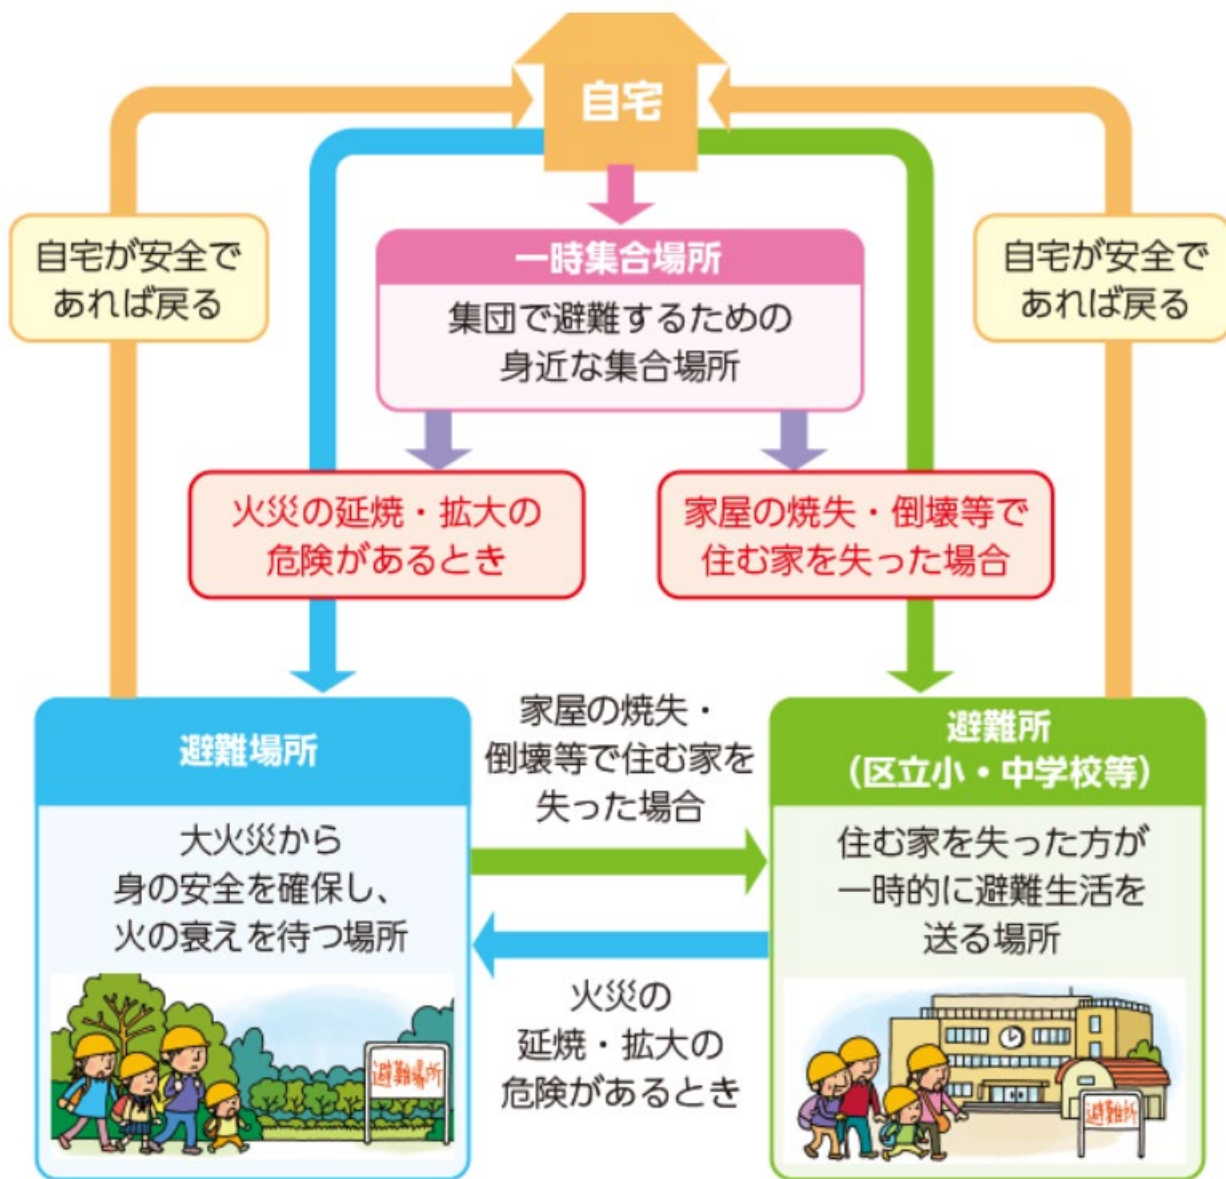 自宅
自宅が安全で
あれば戻る
一時集合場所
集団で避難するための
身近な集合場所
自宅が安全で
あれば戻る
火災の延焼・拡大の
危険があるとき
家屋の焼失・倒壊等で
住む家を失った場合
避難場所
大火災から
身の安全を確保し、
火の衰えを待つ場所
避難場所
家屋の焼失・
倒壊等で住む家を
失った場合
火災の
延焼・拡大の
危険があるとき
避難所
（区立小・中学校等）
住む家を失った方が
一時的に避難生活を
送る場所
避難所